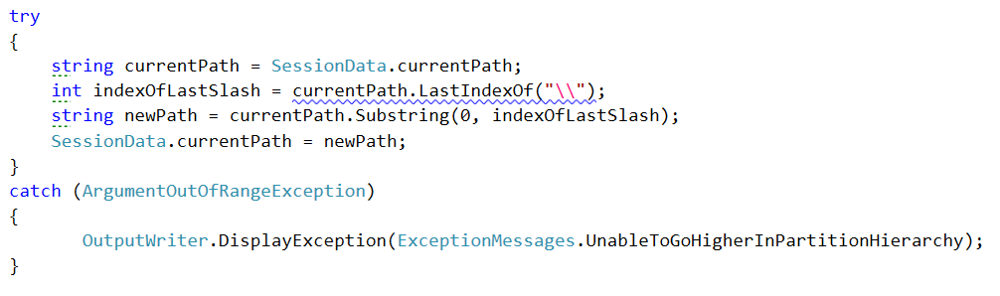 try
{
    string currentPath = SessionData.currentPath;
    int indexOfLastSlash = currentPath.LastIndexOf("\\");
    string newPath = currentPath.Substring(0, indexOfLastSlash);
    SessionData.currentPath = newPath;
}
catch (ArgumentOutOfRangeException)
{
       OutputWriter.DisplayException(ExceptionMessages.UnableToGoHigherInPartitionHierarchy);
}